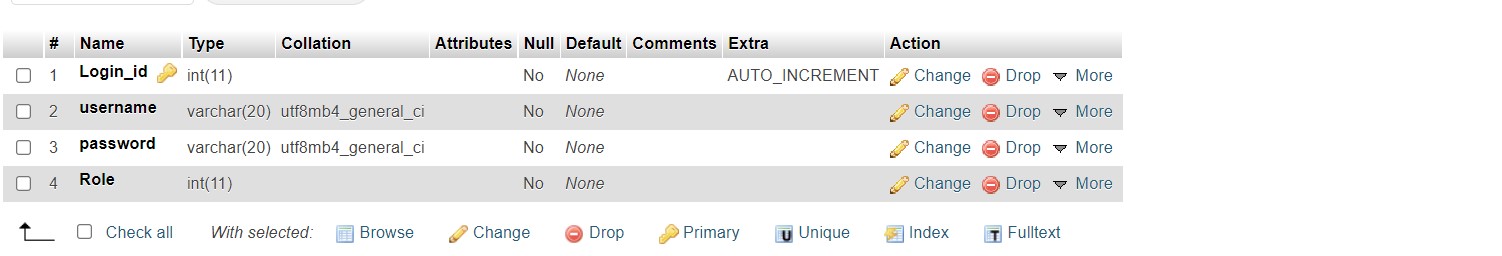 # Name Type Collation Attributes Null Default Comments Extra Action
1 Login_id int(11) No None AUTO_INCREMENT Change Drop More
2 username varchar(20) utf8mb4_general_ci No None Change Drop More
3 password varchar(20) utf8mb4_general_ci No None Change Drop More
4 Role int(11) No None Change Drop More
Check all With selected: Browse Change Drop Primary U Unique Index T Fulltext